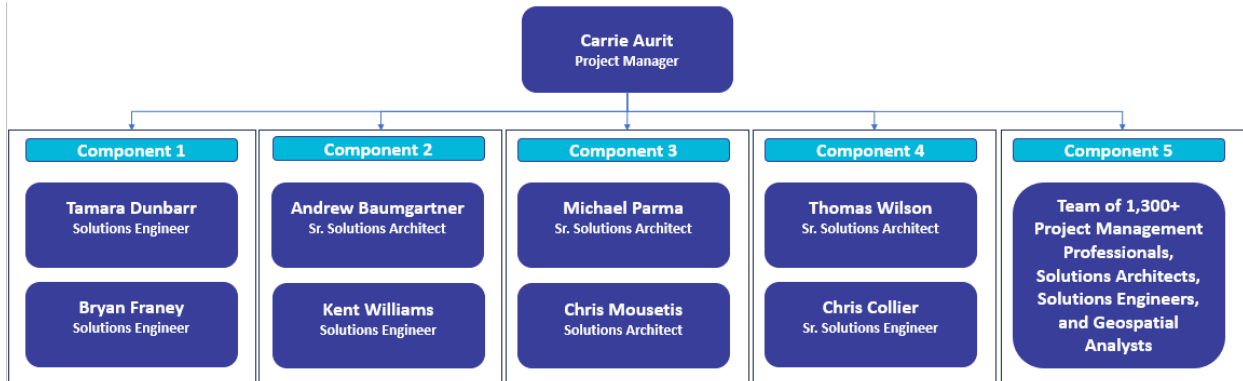 Carrie Aurit
Project Manager
Component 1
Tamara Dunbarr
Solutions Engineer
Bryan Franey
Solutions Engineer
Component 2
Andrew Baumgartner
Sr. Solutions Architect
Kent Williams
Solutions Engineer
Component 3
Michael Parma
Sr. Solutions Architect
Chris Mousetis
Solutions Architect
Component 4
Thomas Wilson
Sr. Solutions Architect
Chris Collier
Sr. Solutions Engineer
Component 5
Team of 1,300+
Project Management
Professionals,
Solutions Architects,
Solutions Engineers,
and Geospatial
Analysts